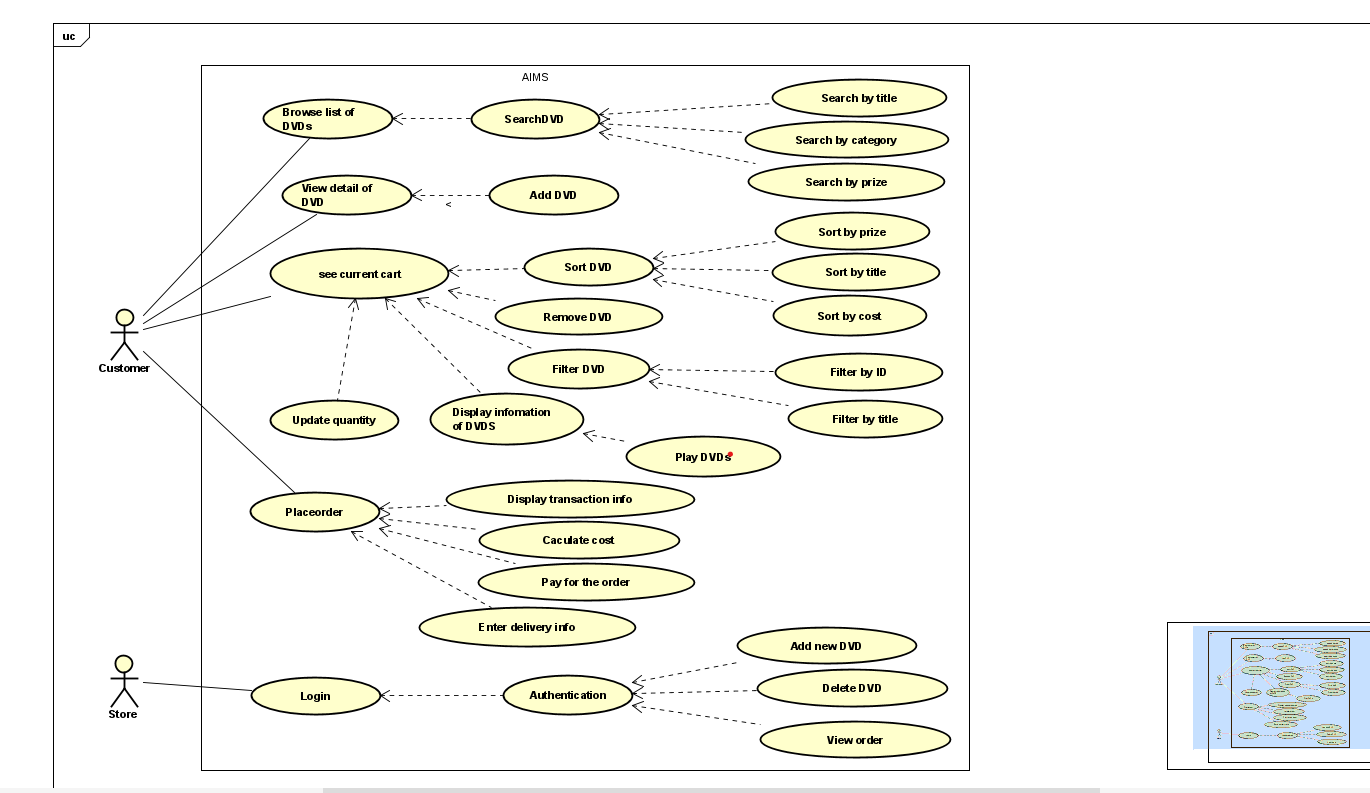 uc
AIMS
Browse list of
DVDs
SearchDVD
Search by title
Search by category
Search by prize
View detail of
DVD
Add DVD
see current cart
Sort DVD
Sort by prize
Sort by title
Sort by cost
Remove DVD
Filter DVD
Filter by ID
Filter by title
Customer
Update quantity
Display infomation
of DVDS
Play DVDs
Placeorder
Display transaction info
Caculate cost
Pay for the order
Enter delivery info
Store
Login
Authentication
Add new DVD
Delete DVD
View order